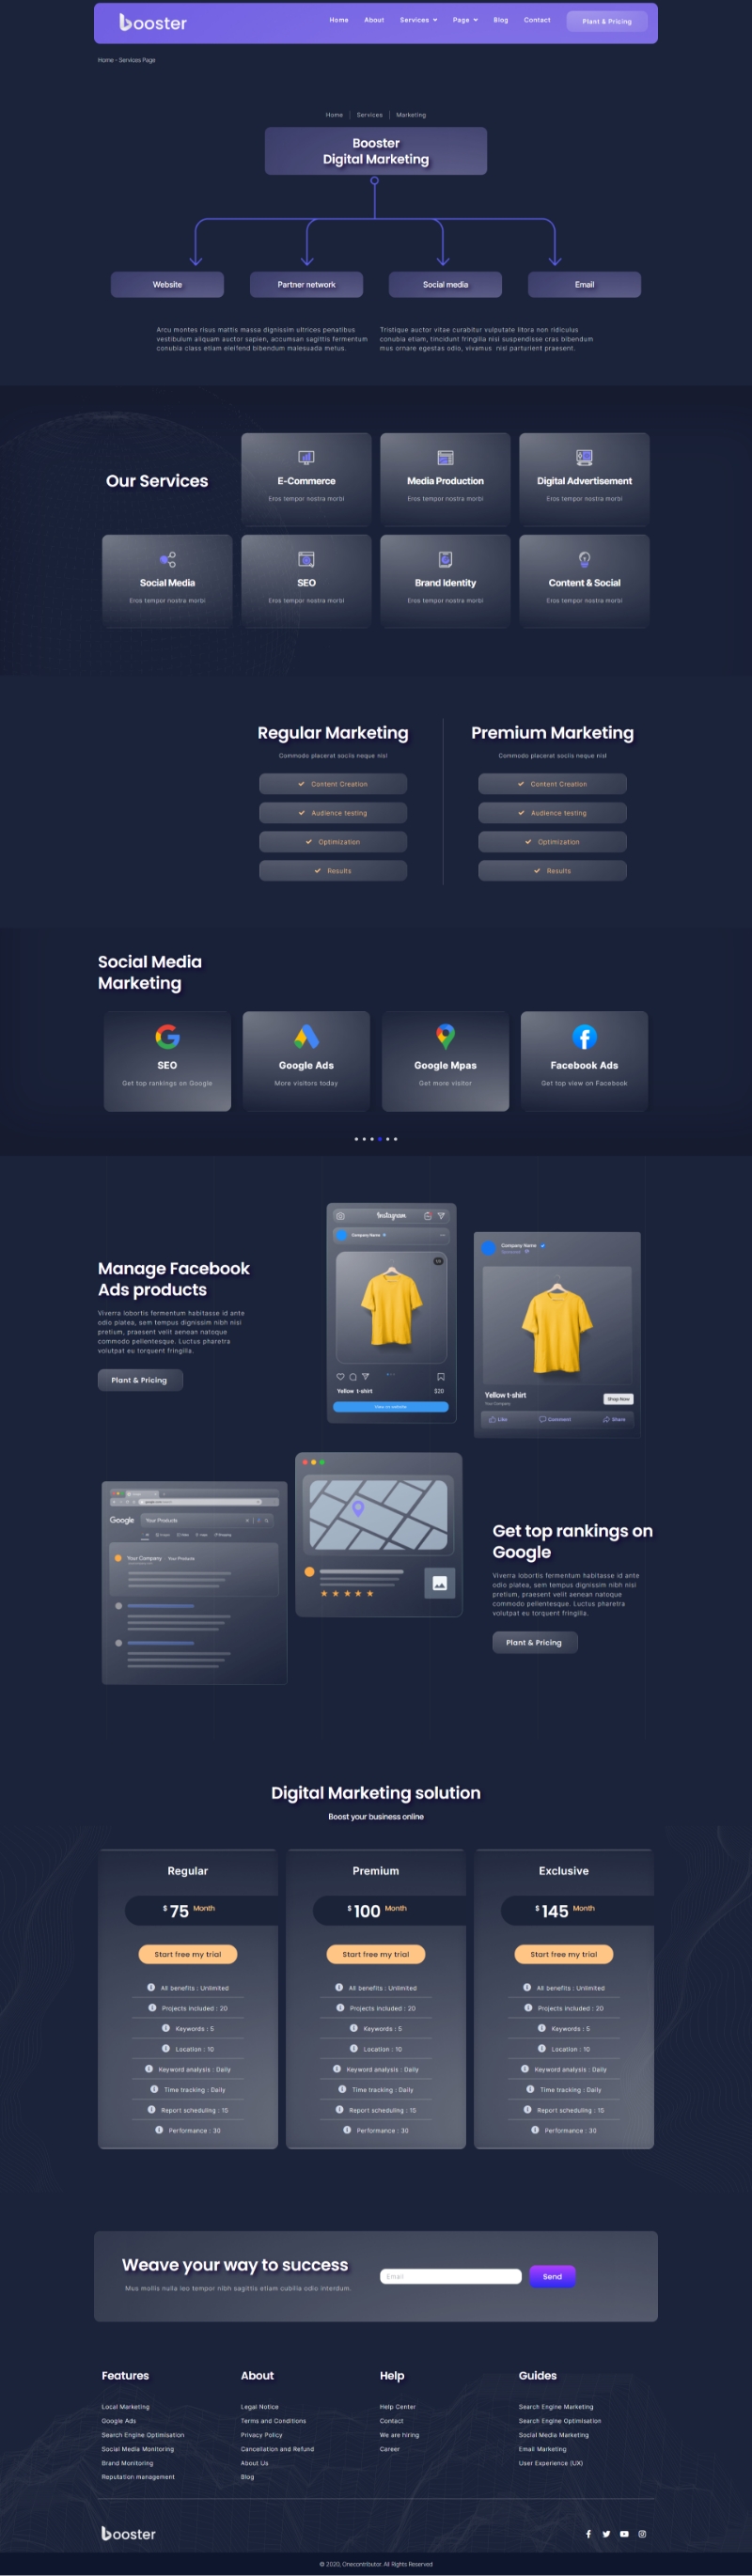 booster
Home About Services Page Blog Contact Plant & Pricing
Home - Services Page
Home Services Marketing
Booster
Digital Marketing
Website Partner network Social media Email
Arcu montes risus mattis massa dignissim ultrices penatibus
vestibulum aliquam auctor sapien, accumsan sagittis fermentum
conubia class etiam eleifend bibendum malesuada metus.
Tristique auctor vitae curabitur vulputate litora non ridiculus
conubia etiam, tincidunt fringilla nisi suspendisse cras bibendum
mus ornare egestas odio, vivamus nisl parturient praesent.
Our Services
E-Commerce Media Production Digital Advertisement
Eros tempor nostra morbi Eros tempor nostra morbi Eros tempor nostra morbi
Social Media SEO Brand Identity Content & Social
Eros tempor nostra morbi Eros tempor nostra morbi Eros tempor nostra morbi Eros tempor nostra morbi
Regular Marketing Premium Marketing
Commodo placerat sociis neque nisl Commodo placerat sociis neque nisl
Content Creation Content Creation
Audience testing Audience testing
Optimization Optimization
Results Results
Social Media
Marketing
SEO Google Ads Google Mpas Facebook Ads
Get top rankings on Google More visitors today Get more visitor Get top view on Facebook
Manage Facebook
Ads products
Viverra lobortis fermentum habitasse id ante
odio platea, sem tempus dignissim nibh nisi
pretium, praesent velit aenean natoque
commodo pellentesque. Luctus pharetra
volutpat eu torquent fringilla.
Plant & Pricing
Instagram
Company Name
Yellow t-shirt $20
View on website
Company Name
Yellow t-shirt
Your Company
Shop Now
Like Comment Share
Google Your Products
Your Company Your Products
Get top rankings on
Google
Viverra lobortis fermentum habitasse id ante
odio platea, sem tempus dignissim nibh nisi
pretium, praesent velit aenean natoque
commodo pellentesque. Luctus pharetra
volutpat eu torquent fringilla.
Plant & Pricing
Digital Marketing solution
Boost your business online
Regular Premium Exclusive
$ 75 Month $ 100 Month $ 145 Month
Start free my trial Start free my trial Start free my trial
All benefits : Unlimited All benefits : Unlimited All benefits : Unlimited
Projects included : 20 Projects included : 20 Projects included : 20
Keywords : 5 Keywords : 5 Keywords : 5
Location : 10 Location : 10 Location : 10
Keyword analysis : Daily Keyword analysis : Daily Keyword analysis : Daily
Time tracking : Daily Time tracking : Daily Time tracking : Daily
Report scheduling : 15 Report scheduling : 15 Report scheduling : 15
Performance : 30 Performance : 30 Performance : 30
Weave your way to success
Mus mollis nulla leo tempor nibh sagittis etiam cubilia odio interdum.
Email Send
Features About Help Guides
Local Marketing Legal Notice Help Center Search Engine Marketing
Google Ads Terms and Conditions Contact Search Engine Optimisation
Search Engine Optimisation Privacy Policy We are hiring Social Media Marketing
Social Media Monitoring Cancellation and Refund Career Email Marketing
Brand Monitoring About Us User Experience (UX)
Reputation management Blog
booster
© 2020, Onecontributor. All Rights Reserved